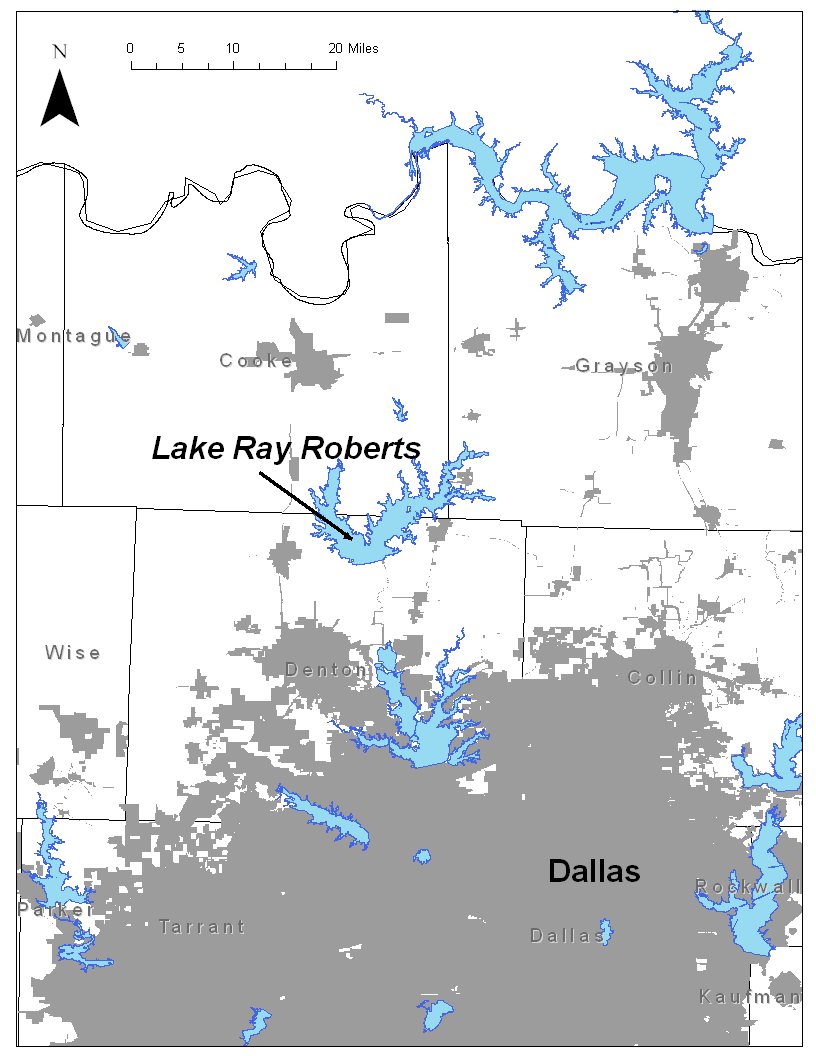 N
0 5 10 20 Miles
Montague
Cooke
Grayson
Lake Ray Roberts
Wise
Denton
Collin
Dallas
Rockwall
Parker
Tarrant
Dallas
Kaufman